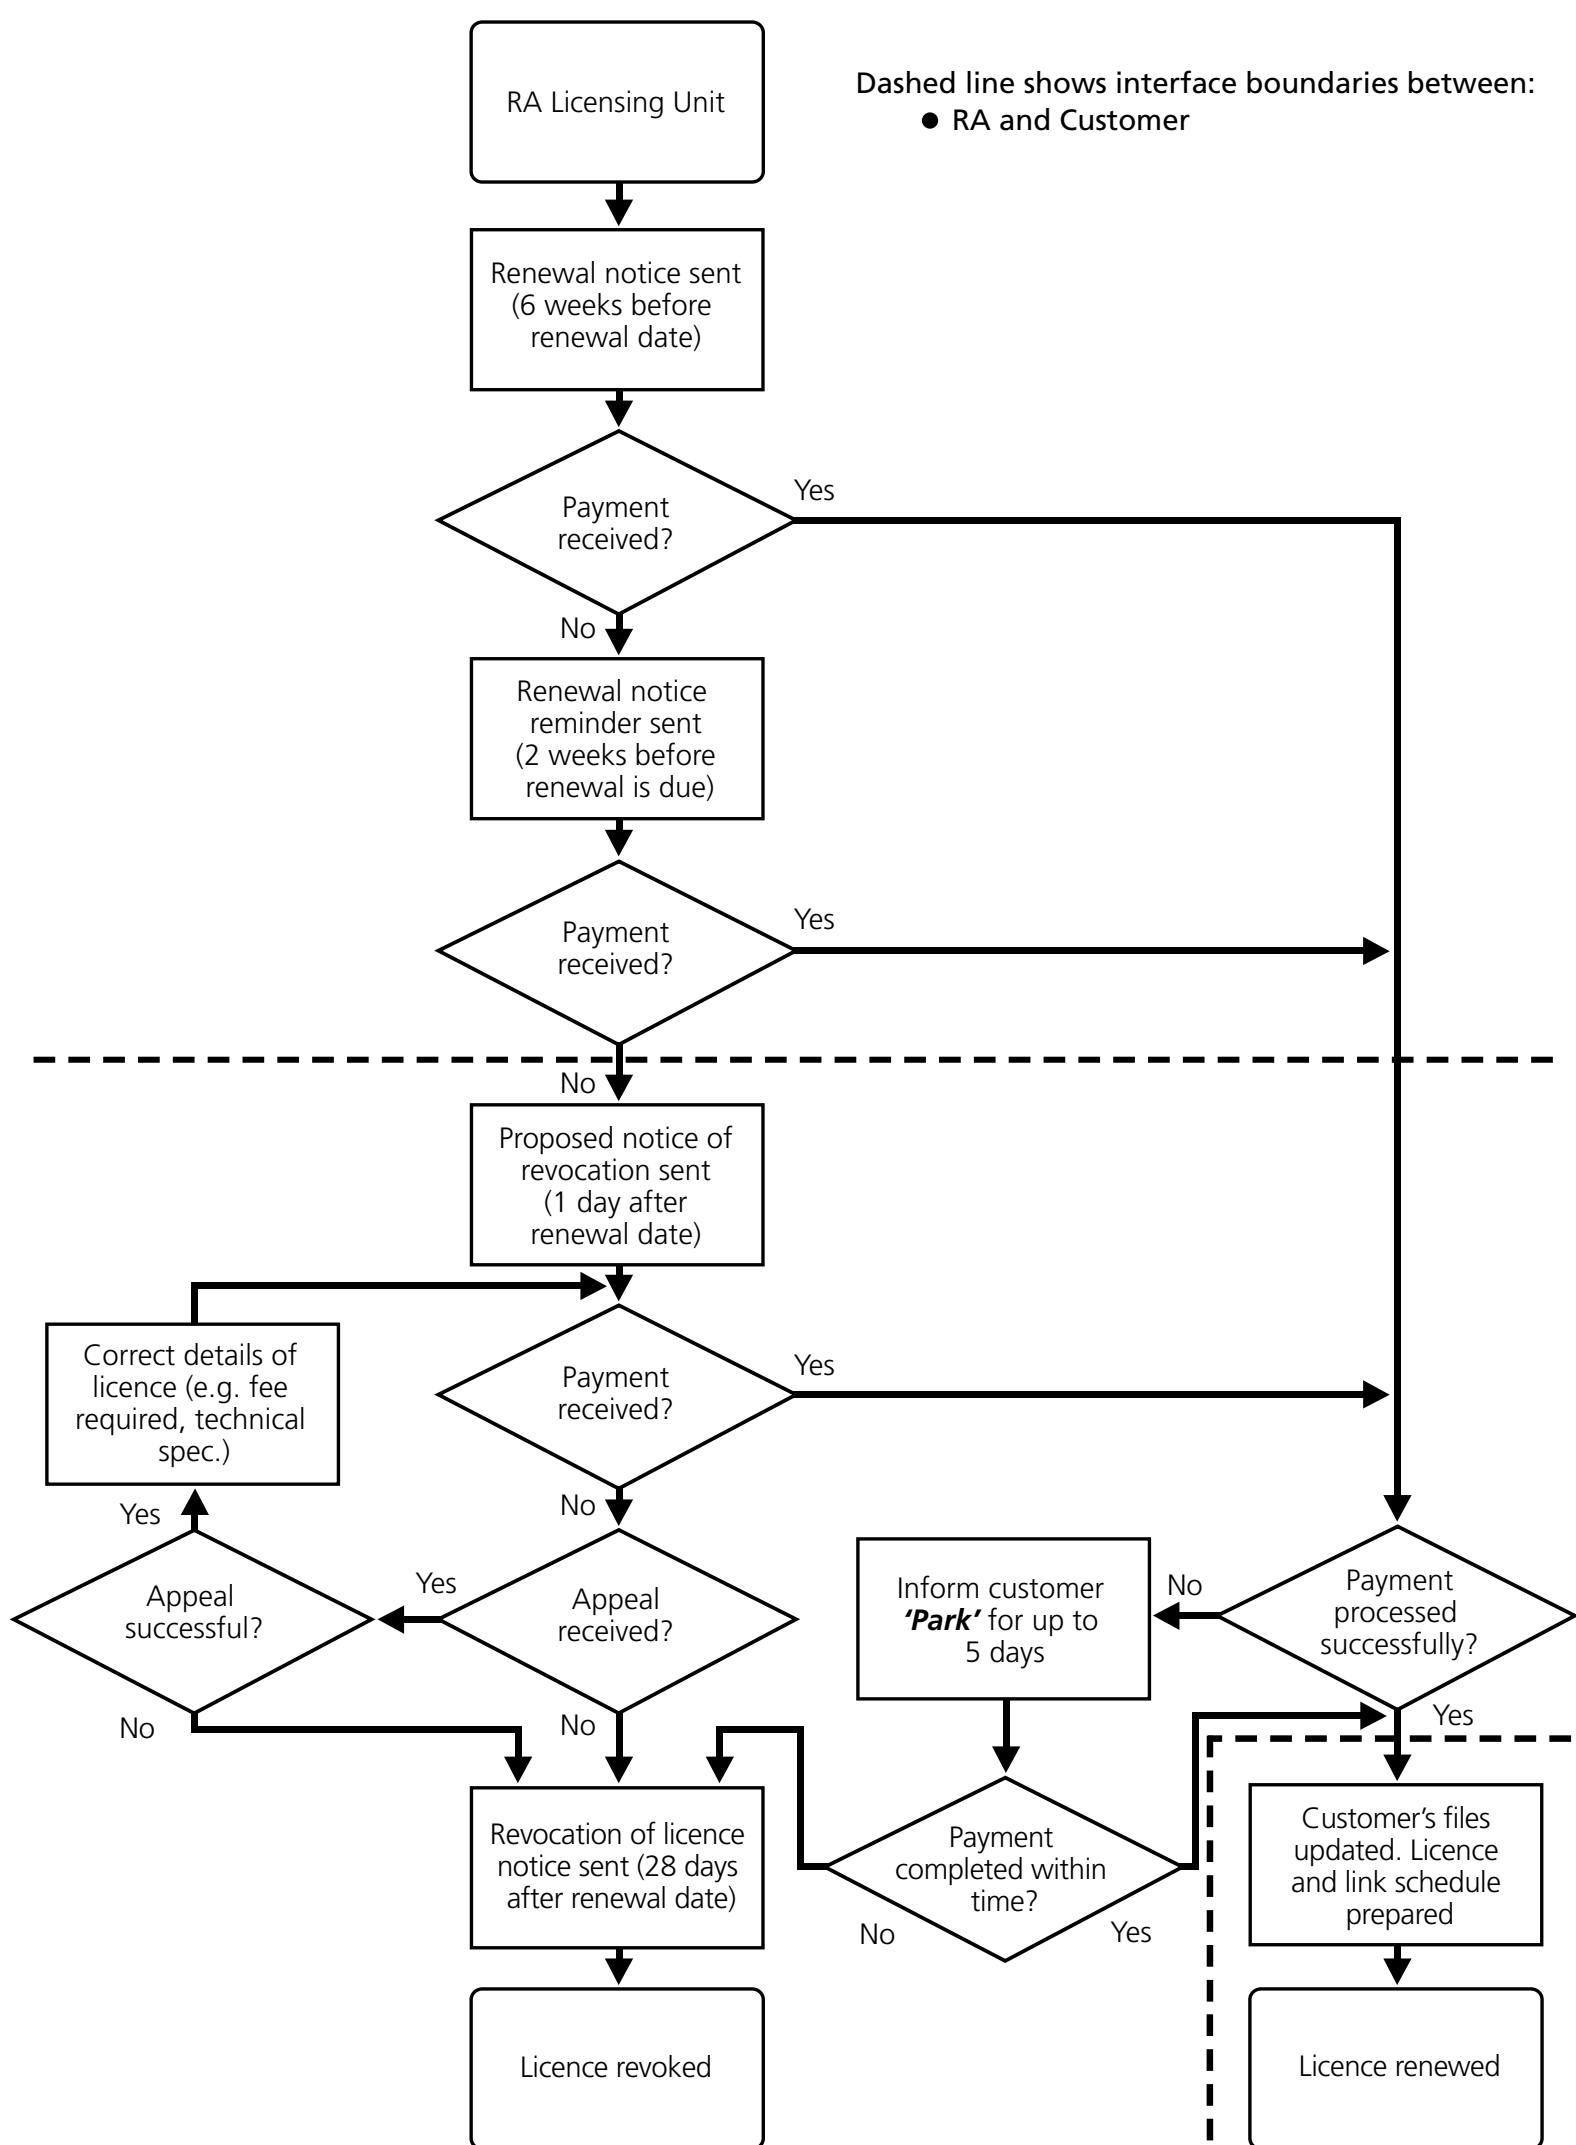 RA Licensing Unit
Dashed line shows interface boundaries between:
● RA and Customer
Renewal notice sent
(6 weeks before
renewal date)
Payment
received?
Yes
No
Renewal notice
reminder sent
(2 weeks before
renewal is due)
Payment
received?
Yes
No
Proposed notice of
revocation sent
(1 day after
renewal date)
Correct details of
licence (e.g. fee
required, technical
spec.)
Payment
received?
Yes
No
Yes
Appeal
successful?
Yes
Appeal
received?
Inform customer
'Park' for up to
5 days
No
Payment
processed
successfully?
No
No
Yes
Revocation of licence
notice sent (28 days
after renewal date)
Payment
completed within
time?
No
Yes
Customer's files
updated. Licence
and link schedule
prepared
Licence revoked
Licence renewed